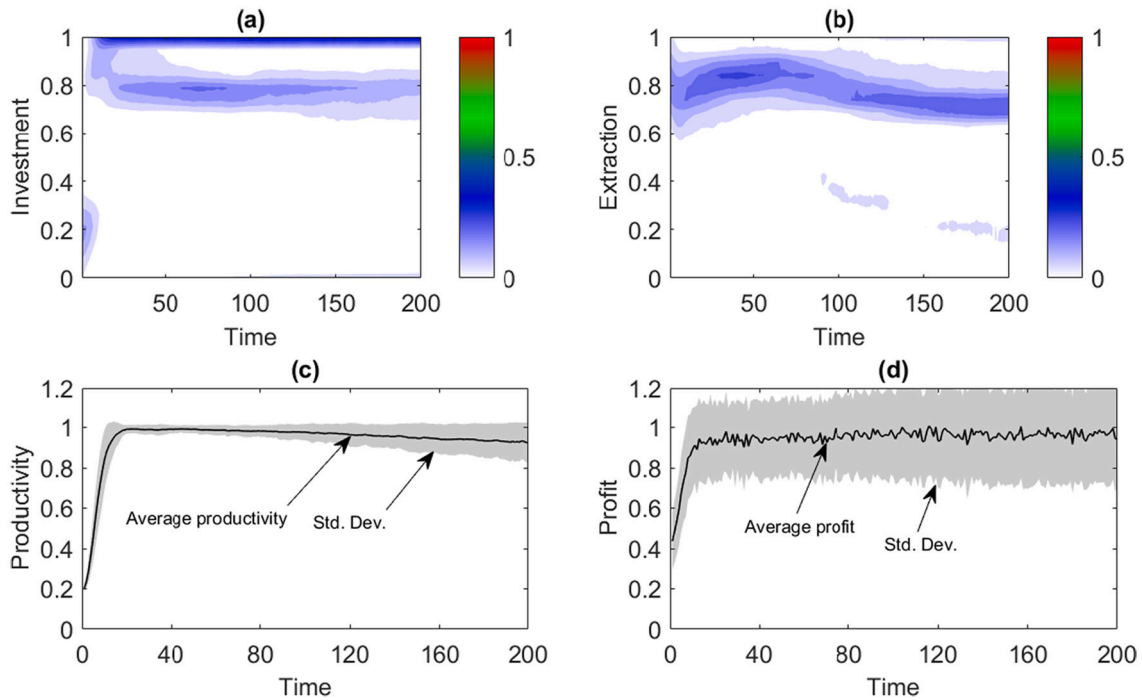 (a)
1
0.8
0.6
0.4
0.2
0
Investment
50 100 150 200
Time
1
0.5
0
(b)
1
0.8
0.6
0.4
0.2
0
Extraction
50 100 150 200
Time
1
0.5
0
(c)
1.2
1
0.8
0.6
0.4
0.2
0
Productivity
Average productivity
Std. Dev.
0 40 80 120 160 200
Time
(d)
1.2
1
0.8
0.6
0.4
0.2
0
Profit
Average profit
Std. Dev.
0 40 80 120 160 200
Time